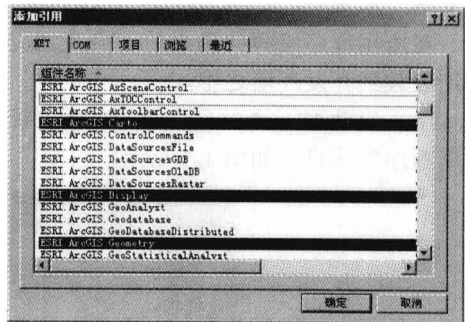 添加引用
.NET COM 项目 浏览 最近
组件名称
ESRI.ArcGIS.AxSceneControl
ESRI.ArcGIS.AxTOCControl
ESRI.ArcGIS.AxToolbarControl
ESRI.ArcGIS.Carto
ESRI.ArcGIS.ControlCommands
ESRI.ArcGIS.DataSourcesFile
ESRI.ArcGIS.DataSourcesGDB
ESRI.ArcGIS.DataSourcesOleDB
ESRI.ArcGIS.DataSourcesRaster
ESRI.ArcGIS.Display
ESRI.ArcGIS.GeoAnalyst
ESRI.ArcGIS.Geodatabase
ESRI.ArcGIS.GeoDatabaseDistributed
ESRI.ArcGIS.Geometry
ESRI.ArcGIS.GeoStatisticalAnalyst
确定 取消